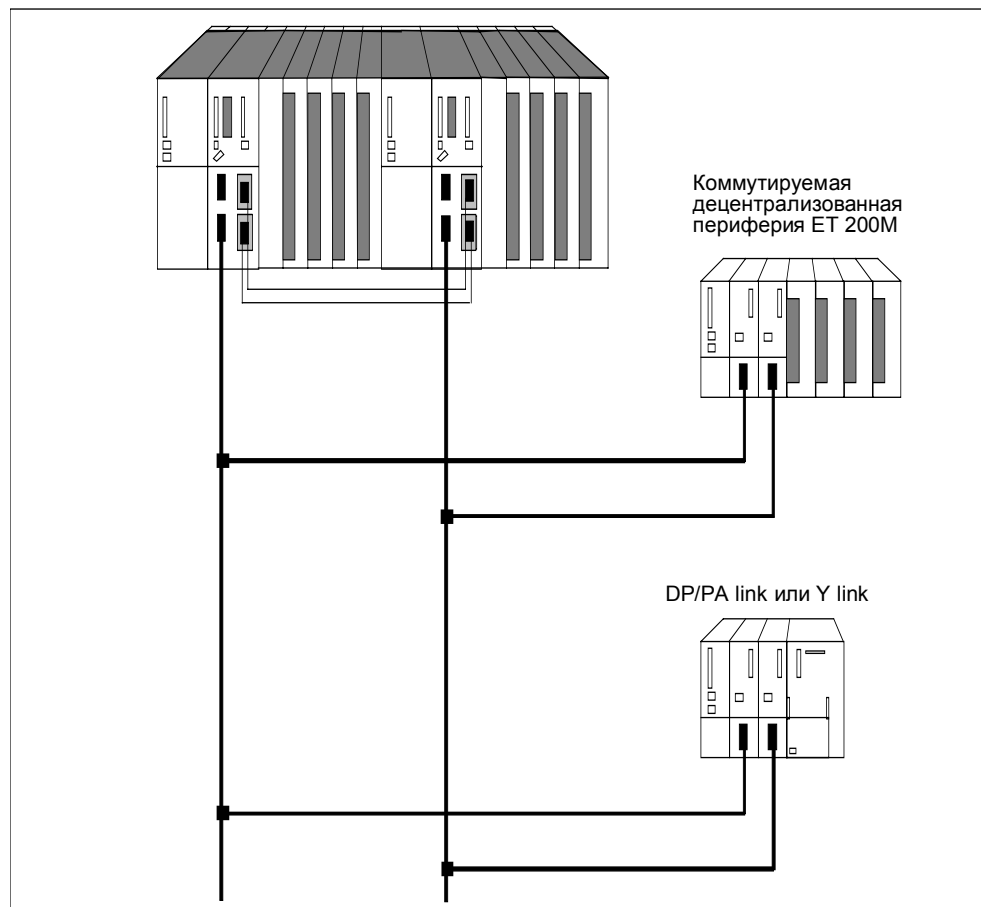 Коммутируемая
децентрализованная
периферия ET 200M
DP/PA link или Y link